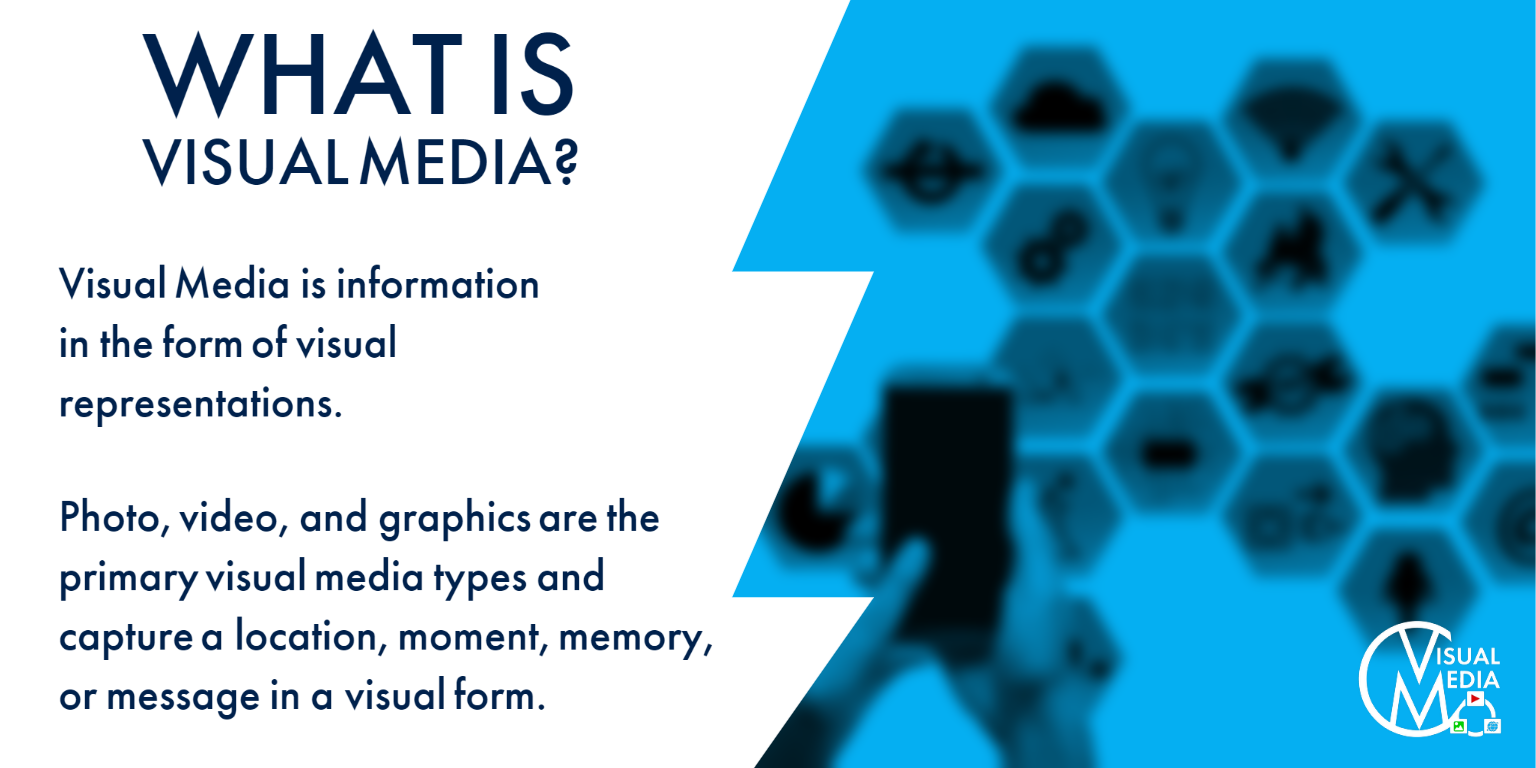 WHAT IS
VISUAL MEDIA?
Visual Media is information
in the form of visual
representations.
Photo, video, and graphics are the
primary visual media types and
capture a location, moment, memory,
or message in a visual form.
VISUAL
MEDIA